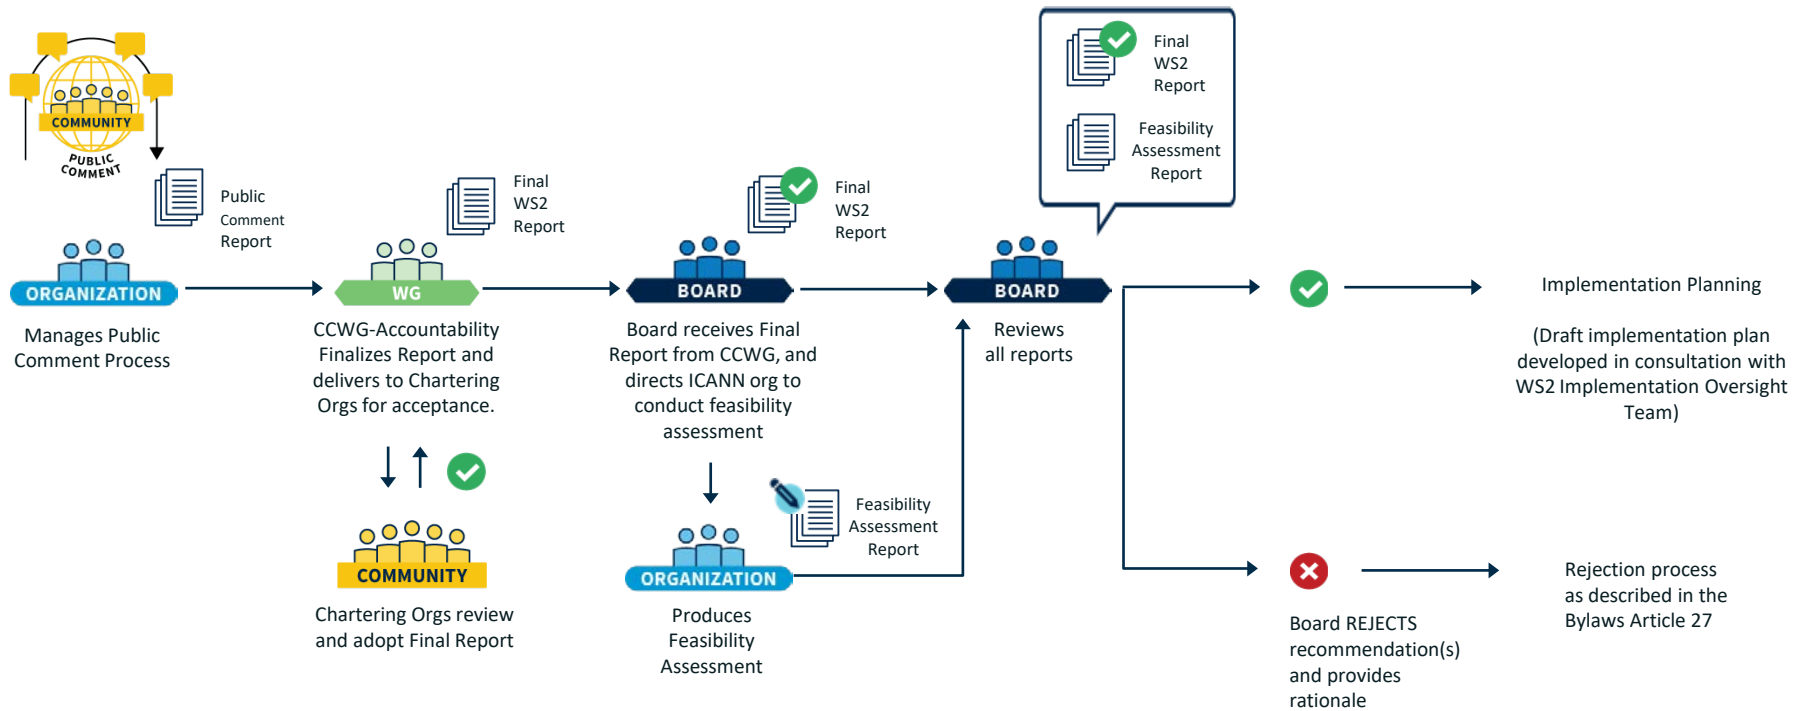 COMMUNITY
PUBLIC
COMMENT
Public
Comment
Report
ORGANIZATION
Manages Public
Comment Process
Final
WS2
Report
WG
CCWG-Accountability
Finalizes Report and
delivers to Chartering
Orgs for acceptance.
COMMUNITY
Chartering Orgs review
and adopt Final Report
Final
WS2
Report
BOARD
Board receives Final
Report from CCWG, and
directs ICANN org to
conduct feasibility
assessment
Feasibility
Assessment
Report
ORGANIZATION
Produces
Feasibility
Assessment
Final
WS2
Report
Feasibility
Assessment
Report
BOARD
Reviews
all reports
Implementation Planning
(Draft implementation plan
developed in consultation with
WS2 Implementation Oversight
Team)
Board REJECTS
recommendation(s)
and provides
rationale
Rejection process
as described in the
Bylaws Article 27